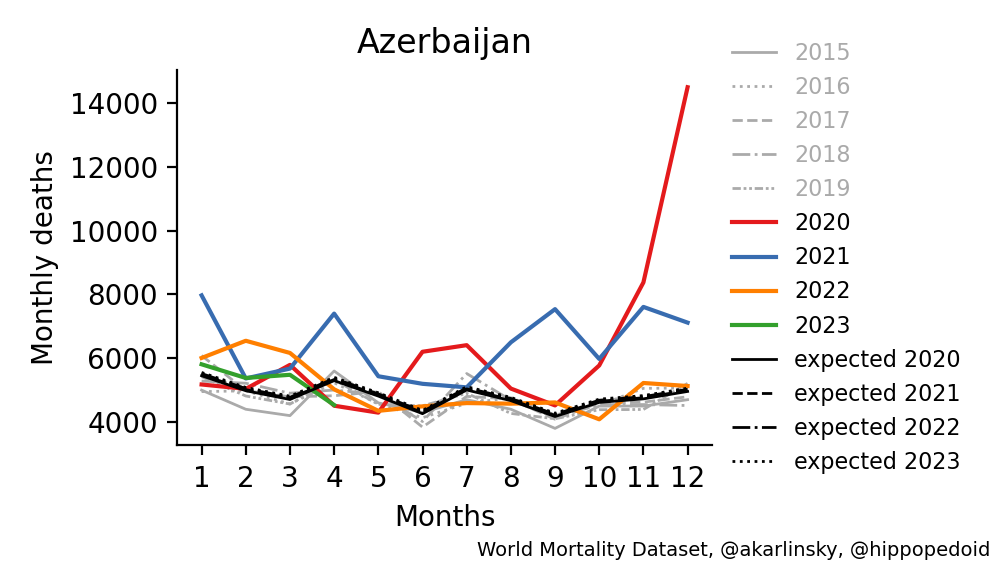 Azerbaijan
Monthly deaths
14000
12000
10000
8000
6000
4000
1 2 3 4 5 6 7 8 9 10 11 12
Months
2015
2016
2017
2018
2019
2020
2021
2022
2023
expected 2020
expected 2021
expected 2022
expected 2023
World Mortality Dataset, @akarlinsky, @hippopedoid